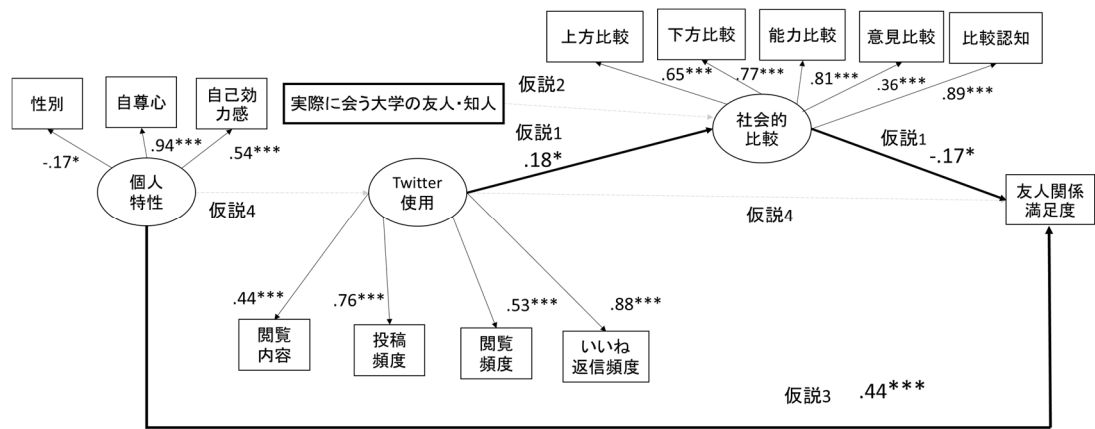 上方比較
下方比較
能力比較
意見比較
比較認知
.65***
.77***
.81***
.36***
.89***
性別
自尊心
自己効
力感
-.17*
.94***
.54***
実際に会う大学の友人・知人
仮説2
仮説1
.18*
社会的
比較
仮説1
-.17*
個人
特性
仮説4
Twitter
使用
仮説4
友人関係
満足度
.44***
.76***
.53***
.88***
閲覧
内容
投稿
頻度
閲覧
頻度
いいね
返信頻度
仮説3
.44***